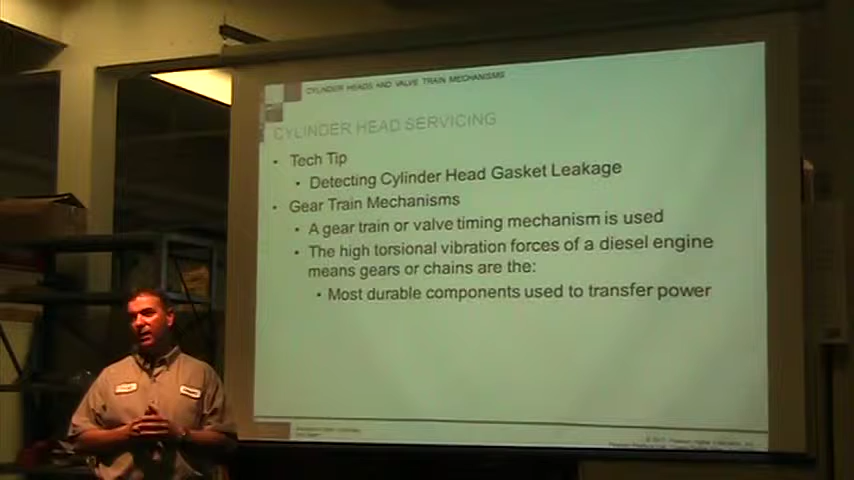 CYLINDER HEADS AND VALVE TRAIN MECHANISMS
CYLINDER HEAD SERVICING
• Tech Tip
• Detecting Cylinder Head Gasket Leakage
• Gear Train Mechanisms
• A gear train or valve timing mechanism is used
• The high torsional vibration forces of a diesel engine
means gears or chains are the:
• Most durable components used to transfer power